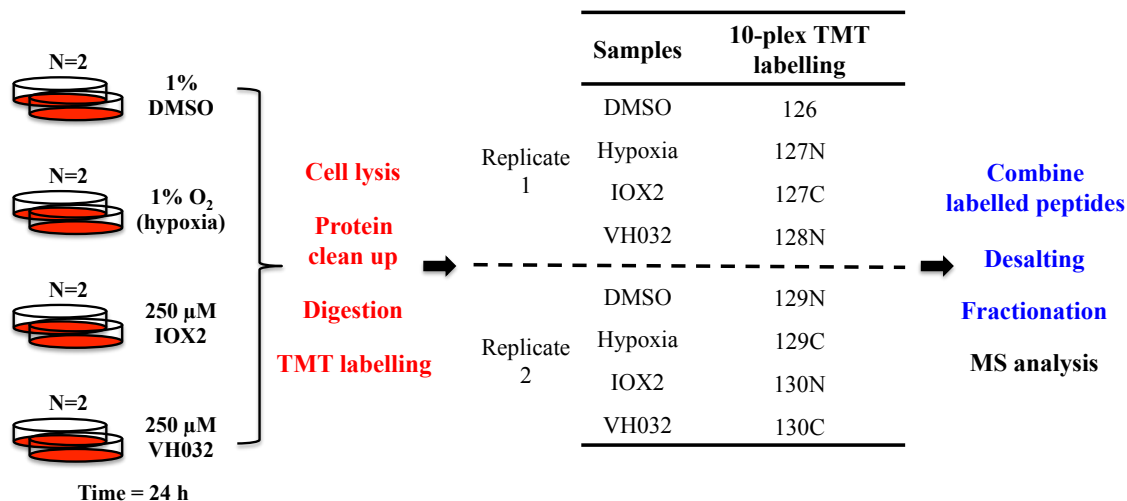 N=2
1%
DMSO
N=2
1% O₂
(hypoxia)
N=2
250 µM
IOX2
N=2
250 µM
VH032
Time = 24 h
Cell lysis
Protein
clean up
Digestion
TMT labelling
Samples
10-plex TMT
labelling
Replicate
1
DMSO 126
Hypoxia 127N
IOX2 127C
VH032 128N
Replicate
2
DMSO 129N
Hypoxia 129C
IOX2 130N
VH032 130C
Combine
labelled peptides
Desalting
Fractionation
MS analysis